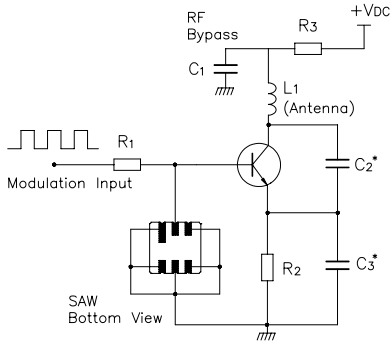 +VDC
RF
Bypass
R3
C1
L1
(Antenna)
R1
C2*
Modulation Input
R2
C3*
SAW
Bottom View